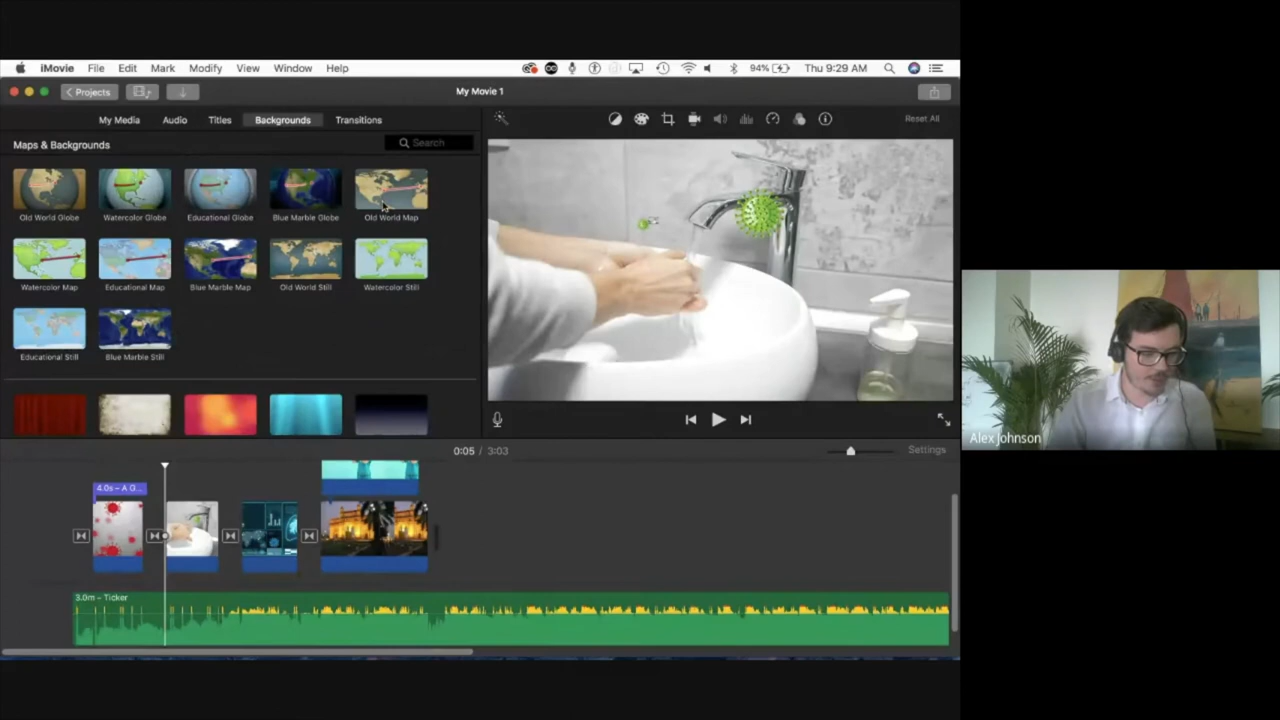 iMovie File Edit Mark Modify View Window Help 94% Thu 9:29 AM
Projects My Movie 1
My Media Audio Titles Backgrounds Transitions Reset All
Maps & Backgrounds Search
Old World Globe Watercolor Globe Educational Globe Blue Marble Globe Old World Map
Watercolor Map Educational Map Blue Marble Map Old World Still Watercolor Still
Educational Still Blue Marble Still
Alex Johnson
0:05 / 3:03 Settings
4.0s – A G...
3.0m – Ticker